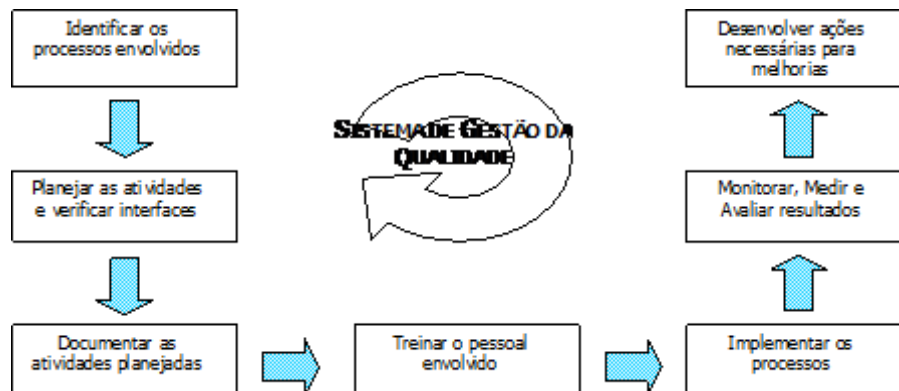 Identificar os
processos envolvidos
Planejar as atividades
e verificar interfaces
Documentar as
atividades planejadas
Treinar o pessoal
envolvido
Implementar os
processos
Monitorar, Medir e
Avaliar resultados
Desenvolver ações
necessárias para
melhorias
SISTEMA DE GESTÃO DA
QUALIDADE